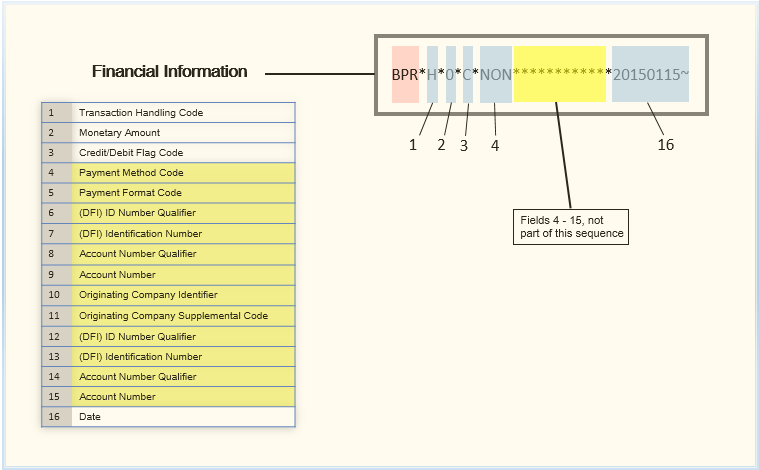 Financial Information
BPR*H*0*C*NON************20150115~
1 2 3 4 16
Fields 4 - 15, not
part of this sequence
1 Transaction Handling Code
2 Monetary Amount
3 Credit/Debit Flag Code
4 Payment Method Code
5 Payment Format Code
6 (DFI) ID Number Qualifier
7 (DFI) Identification Number
8 Account Number Qualifier
9 Account Number
10 Originating Company Identifier
11 Originating Company Supplemental Code
12 (DFI) ID Number Qualifier
13 (DFI) Identification Number
14 Account Number Qualifier
15 Account Number
16 Date